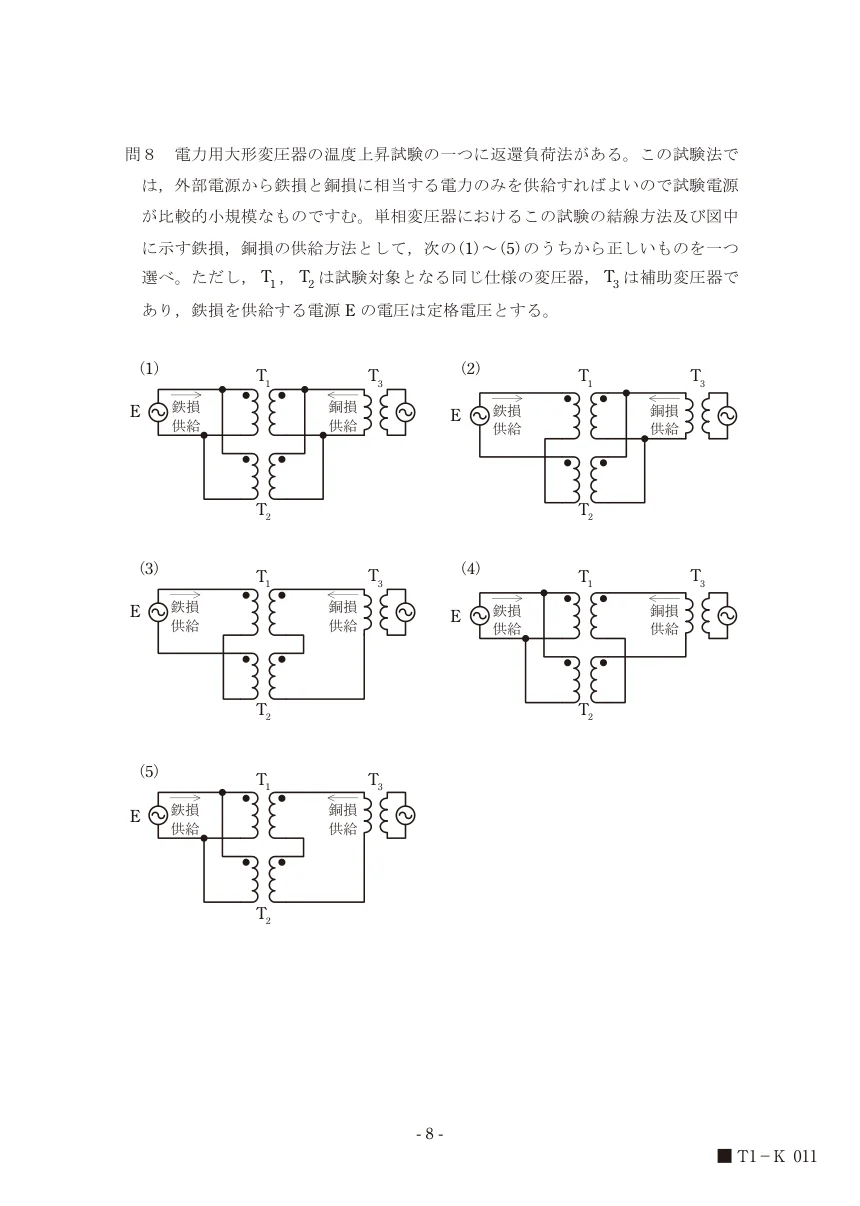 問８　電力用大形変圧器の温度上昇試験の一つに返還負荷法がある。この試験法で
は，外部電源から鉄損と銅損に相当する電力のみを供給すればよいので試験電源
が比較的小規模なものですむ。単相変圧器におけるこの試験の結線方法及び図中
に示す鉄損，銅損の供給方法として，次の(1)～(5)のうちから正しいものを一つ
選べ。ただし，T1，T2は試験対象となる同じ仕様の変圧器，T3は補助変圧器で
あり，鉄損を供給する電源 E の電圧は定格電圧とする。
(1)
T1
T3
E
鉄損
供給
銅損
供給
T2
(2)
T1
T3
E
鉄損
供給
銅損
供給
T2
(3)
T1
T3
E
鉄損
供給
銅損
供給
T2
(4)
T1
T3
E
鉄損
供給
銅損
供給
T2
(5)
T1
T3
E
鉄損
供給
銅損
供給
T2
- 8 -
■ T1－K 011